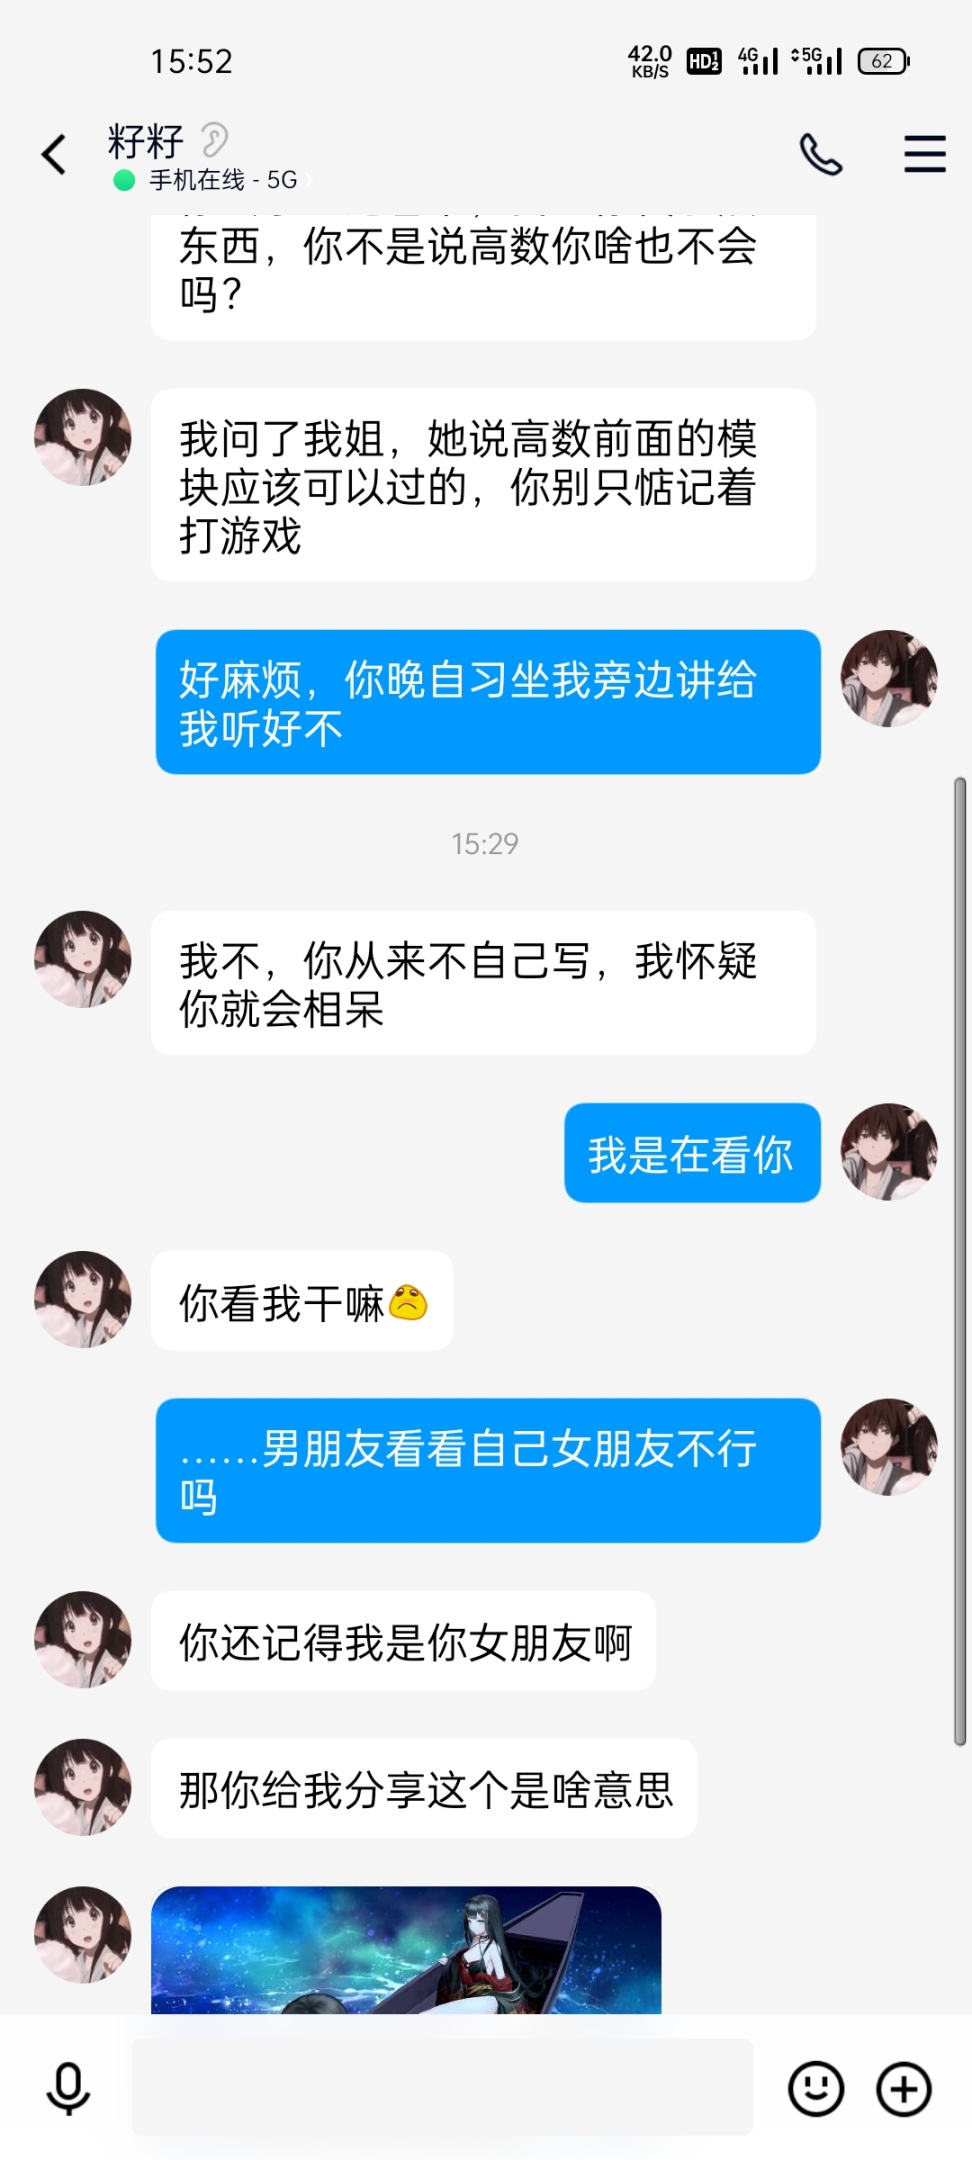 15:52
42.0
KB/S
HD
4G
5G
62
籽籽
手机在线 - 5G
东西，你不是说高数你啥也不会
吗？
我问了我姐，她说高数前面的模
块应该可以过的，你别只惦记着
打游戏
好麻烦，你晚自习坐我旁边讲给
我听好不
15:29
我不，你从来不自己写，我怀疑
你就会相呆
我是在看你
你看我干嘛
……男朋友看看自己女朋友不行
吗
你还记得我是你女朋友啊
那你给我分享这个是啥意思